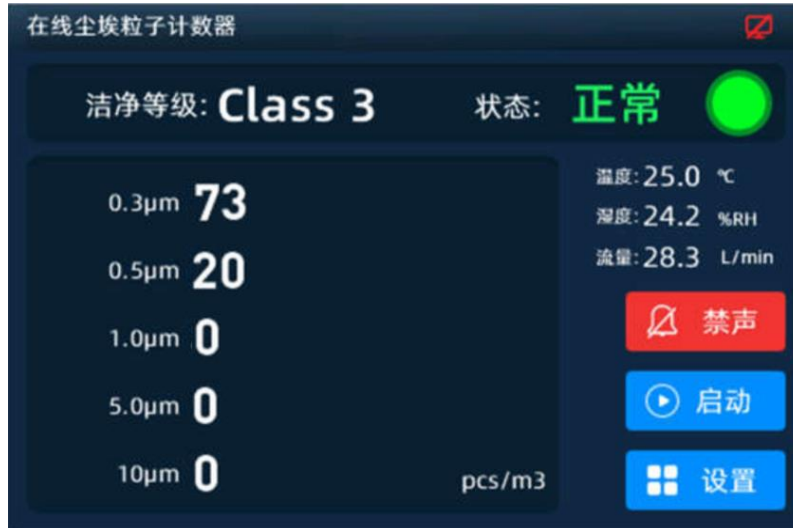 在线尘埃粒子计数器
洁净等级: Class 3 状态: 正常
0.3μm 73
0.5μm 20
1.0μm 0
5.0μm 0
10μm 0 pcs/m3
温度: 25.0 ℃
湿度: 24.2 %RH
流量: 28.3 L/min
禁声
启动
设置